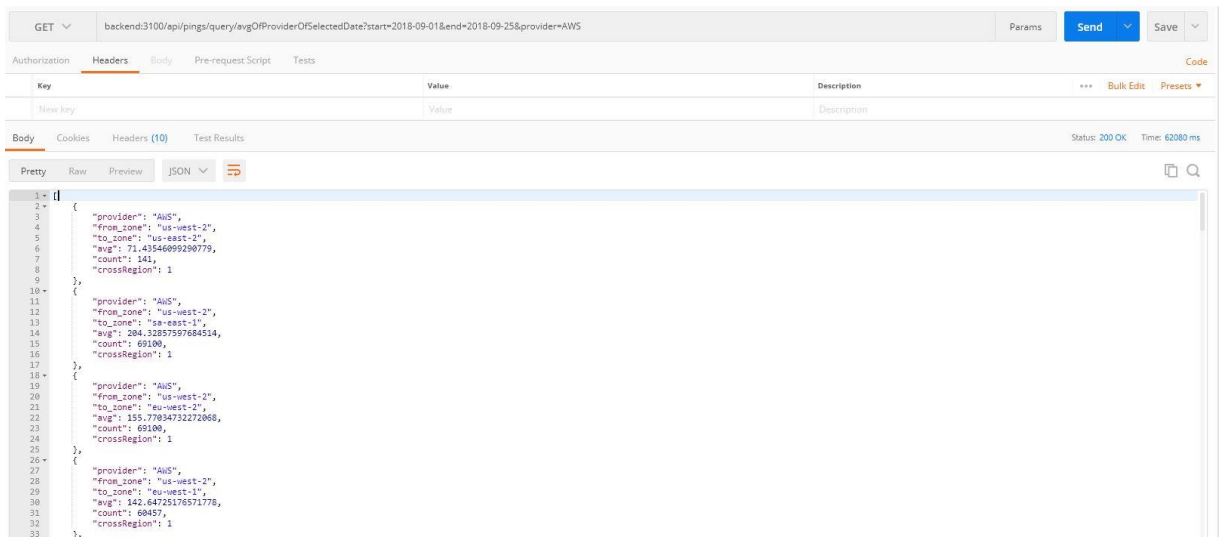 GET backend:3100/api/pings/query/avgOfProviderOfSelectedDate?start=2018-09-01&end=2018-09-25&provider=AWS Params Send Save
Authorization Headers Body Pre-request Script Tests Code
Key Value Description Bulk Edit Presets
New key Value Description
Body Cookies Headers (10) Test Results Status: 200 OK Time: 62080 ms
Pretty Raw Preview JSON
1 [
2 {
3 "provider": "AWS",
4 "from_zone": "us-west-2",
5 "to_zone": "us-east-2",
6 "avg": 71.43546099290779,
7 "count": 141,
8 "crossRegion": 1
9 },
10 {
11 "provider": "AWS",
12 "from_zone": "us-west-2",
13 "to_zone": "sa-east-1",
14 "avg": 204.32857597684514,
15 "count": 69100,
16 "crossRegion": 1
17 },
18 {
19 "provider": "AWS",
20 "from_zone": "us-west-2",
21 "to_zone": "eu-west-2",
22 "avg": 155.77034732272068,
23 "count": 69100,
24 "crossRegion": 1
25 },
26 {
27 "provider": "AWS",
28 "from_zone": "us-west-2",
29 "to_zone": "eu-west-1",
30 "avg": 142.64725176571778,
31 "count": 60457,
32 "crossRegion": 1
33 },